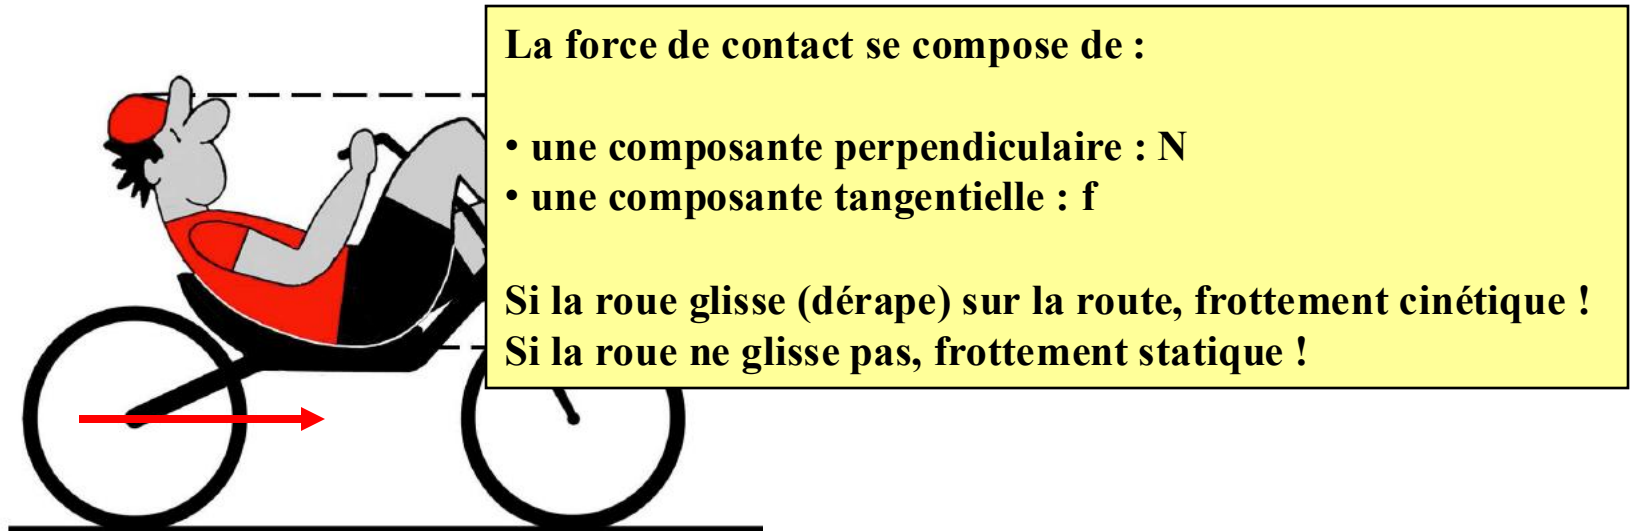 La force de contact se compose de :
• une composante perpendiculaire : N
• une composante tangentielle : f
Si la roue glisse (dérape) sur la route, frottement cinétique !
Si la roue ne glisse pas, frottement statique !